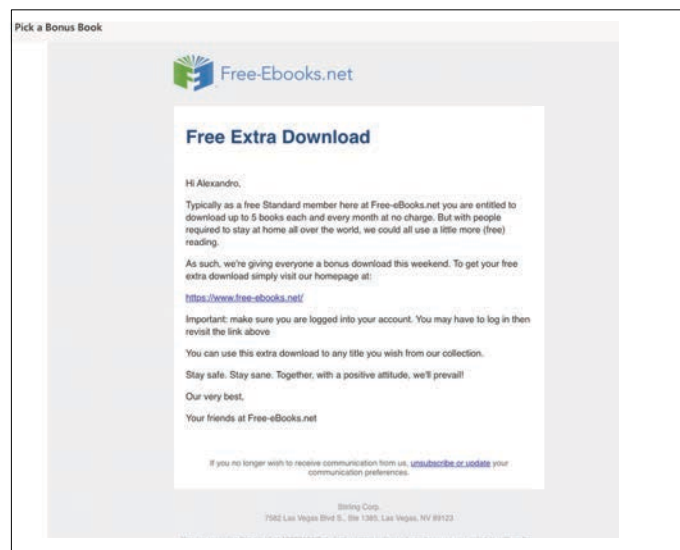 Pick a Bonus Book
Free-Ebooks.net
Free Extra Download
Hi Alexandro,
Typically as a free Standard member here at Free-eBooks.net you are entitled to
download up to 5 books each and every month at no charge. But with people
required to stay at home all over the world, we could all use a little more (free)
reading.
As such, we're giving everyone a bonus download this weekend. To get your free
extra download simply visit our homepage at:
https://www.free-ebooks.net/
Important: make sure you are logged into your account. You may have to log in then
revisit the link above
You can use this extra download to any title you wish from our collection.
Stay safe. Stay sane. Together, with a positive attitude, we'll prevail!
Our very best,
Your friends at Free-eBooks.net
If you no longer wish to receive communication from us, unsubscribe or update your
communication preferences.
Stirling Corp.
7582 Las Vegas Blvd S., Ste 1385, Las Vegas, NV 89123